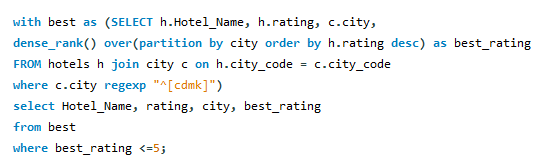 with best as (SELECT h.Hotel_Name, h.rating, c.city,
dense_rank() over(partition by city order by h.rating desc) as best_rating
FROM hotels h join city c on h.city_code = c.city_code
where c.city regexp "^[cdmk]")
select Hotel_Name, rating, city, best_rating
from best
where best_rating <=5;